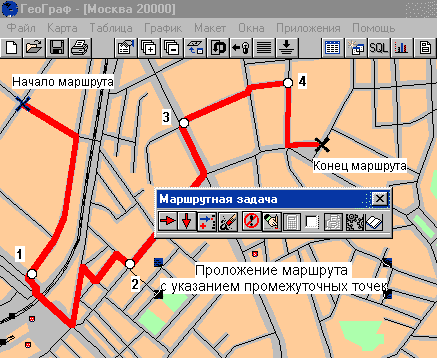 ГеоГраф - [Москва 20000]
Файл Карта Таблица График Макет Окна Приложения Помощь
SQL
Начало маршрута
4
3
Конец маршрута
Маршрутная задача
1
2
Проложение маршрута
с указанием промежуточных точек